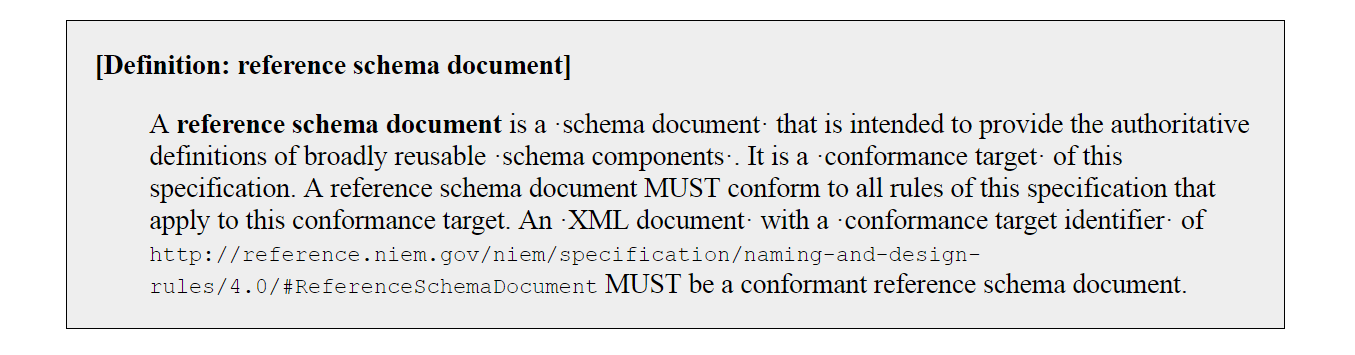 [Definition: reference schema document]
A reference schema document is a ·schema document· that is intended to provide the authoritative
definitions of broadly reusable ·schema components·. It is a ·conformance target· of this
specification. A reference schema document MUST conform to all rules of this specification that
apply to this conformance target. An ·XML document· with a ·conformance target identifier· of
http://reference.niem.gov/niem/specification/naming-and-design-
rules/4.0/#ReferenceSchemaDocument MUST be a conformant reference schema document.